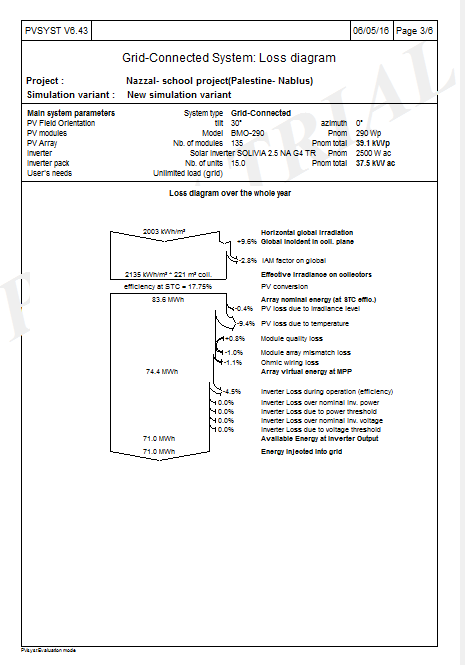 PVSYST V6.43 06/05/16 Page 3/6
Grid-Connected System: Loss diagram
Project : Nazzal- school project(Palestine- Nablus)
Simulation variant : New simulation variant
Main system parameters System type Grid-Connected
PV Field Orientation tilt 30° azimuth 0°
PV modules Model BMO-290 Pnom 290 Wp
PV Array Nb. of modules 135 Pnom total 39.1 kWp
Inverter Solar Inverter SOLIVIA 2.5 NA G4 TR Pnom 2500 W ac
Inverter pack Nb. of units 15.0 Pnom total 37.5 kW ac
User's needs Unlimited load (grid)
Loss diagram over the whole year
2003 kWh/m² Horizontal global irradiation
+9.6% Global incident in coll. plane
-2.8% IAM factor on global
2135 kWh/m² * 221 m² coll. Effective irradiance on collectors
efficiency at STC = 17.75% PV conversion
83.6 MWh Array nominal energy (at STC effic.)
-0.4% PV loss due to irradiance level
-9.4% PV loss due to temperature
+0.8% Module quality loss
-1.0% Module array mismatch loss
-1.1% Ohmic wiring loss
74.4 MWh Array virtual energy at MPP
-4.5% Inverter Loss during operation (efficiency)
0.0% Inverter Loss over nominal inv. power
0.0% Inverter Loss due to power threshold
0.0% Inverter Loss over nominal inv. voltage
0.0% Inverter Loss due to voltage threshold
71.0 MWh Available Energy at Inverter Output
71.0 MWh Energy injected into grid
PVsyst Evaluation mode
TRIAL